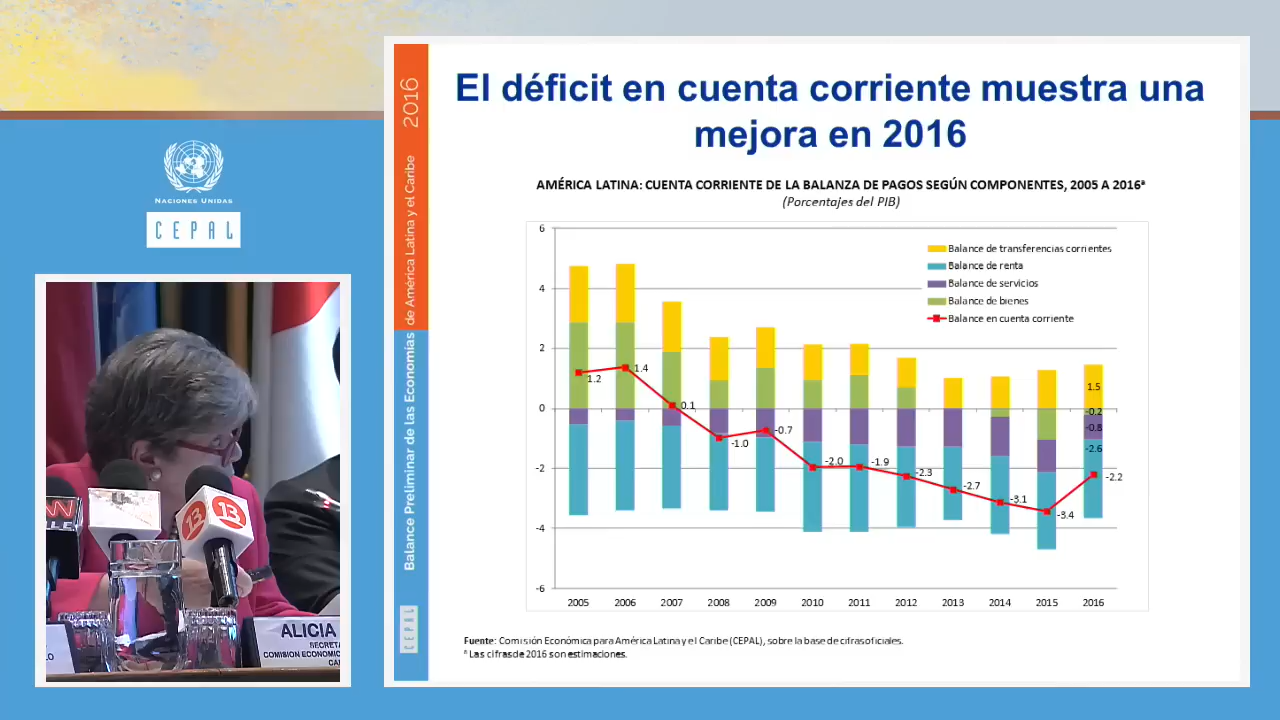 El déficit en cuenta corriente muestra una
mejora en 2016
AMÉRICA LATINA: CUENTA CORRIENTE DE LA BALANZA DE PAGOS SEGÚN COMPONENTES, 2005 A 2016ª
(Porcentajes del PIB)
6
4
2
0
-2
-4
-6
Balance de transferencias corrientes
Balance de renta
Balance de servicios
Balance de bienes
Balance en cuenta corriente
1.2
1.4
0.1
-1.0
-0.7
-2.0
-1.9
-2.3
-2.7
-3.1
-3.4
-2.2
1.5
-0.2
-0.8
-2.6
2005 2006 2007 2008 2009 2010 2011 2012 2013 2014 2015 2016
Fuente: Comisión Económica para América Latina y el Caribe (CEPAL), sobre la base de cifras oficiales.
ª Las cifras de 2016 son estimaciones.
Balance Preliminar de las Economías de América Latina y el Caribe 2016
CEPAL
NACIONES UNIDAS
CEPAL
13
13
ALICIA
SECRETA
COMISION ECONOMIC
CAR
LO